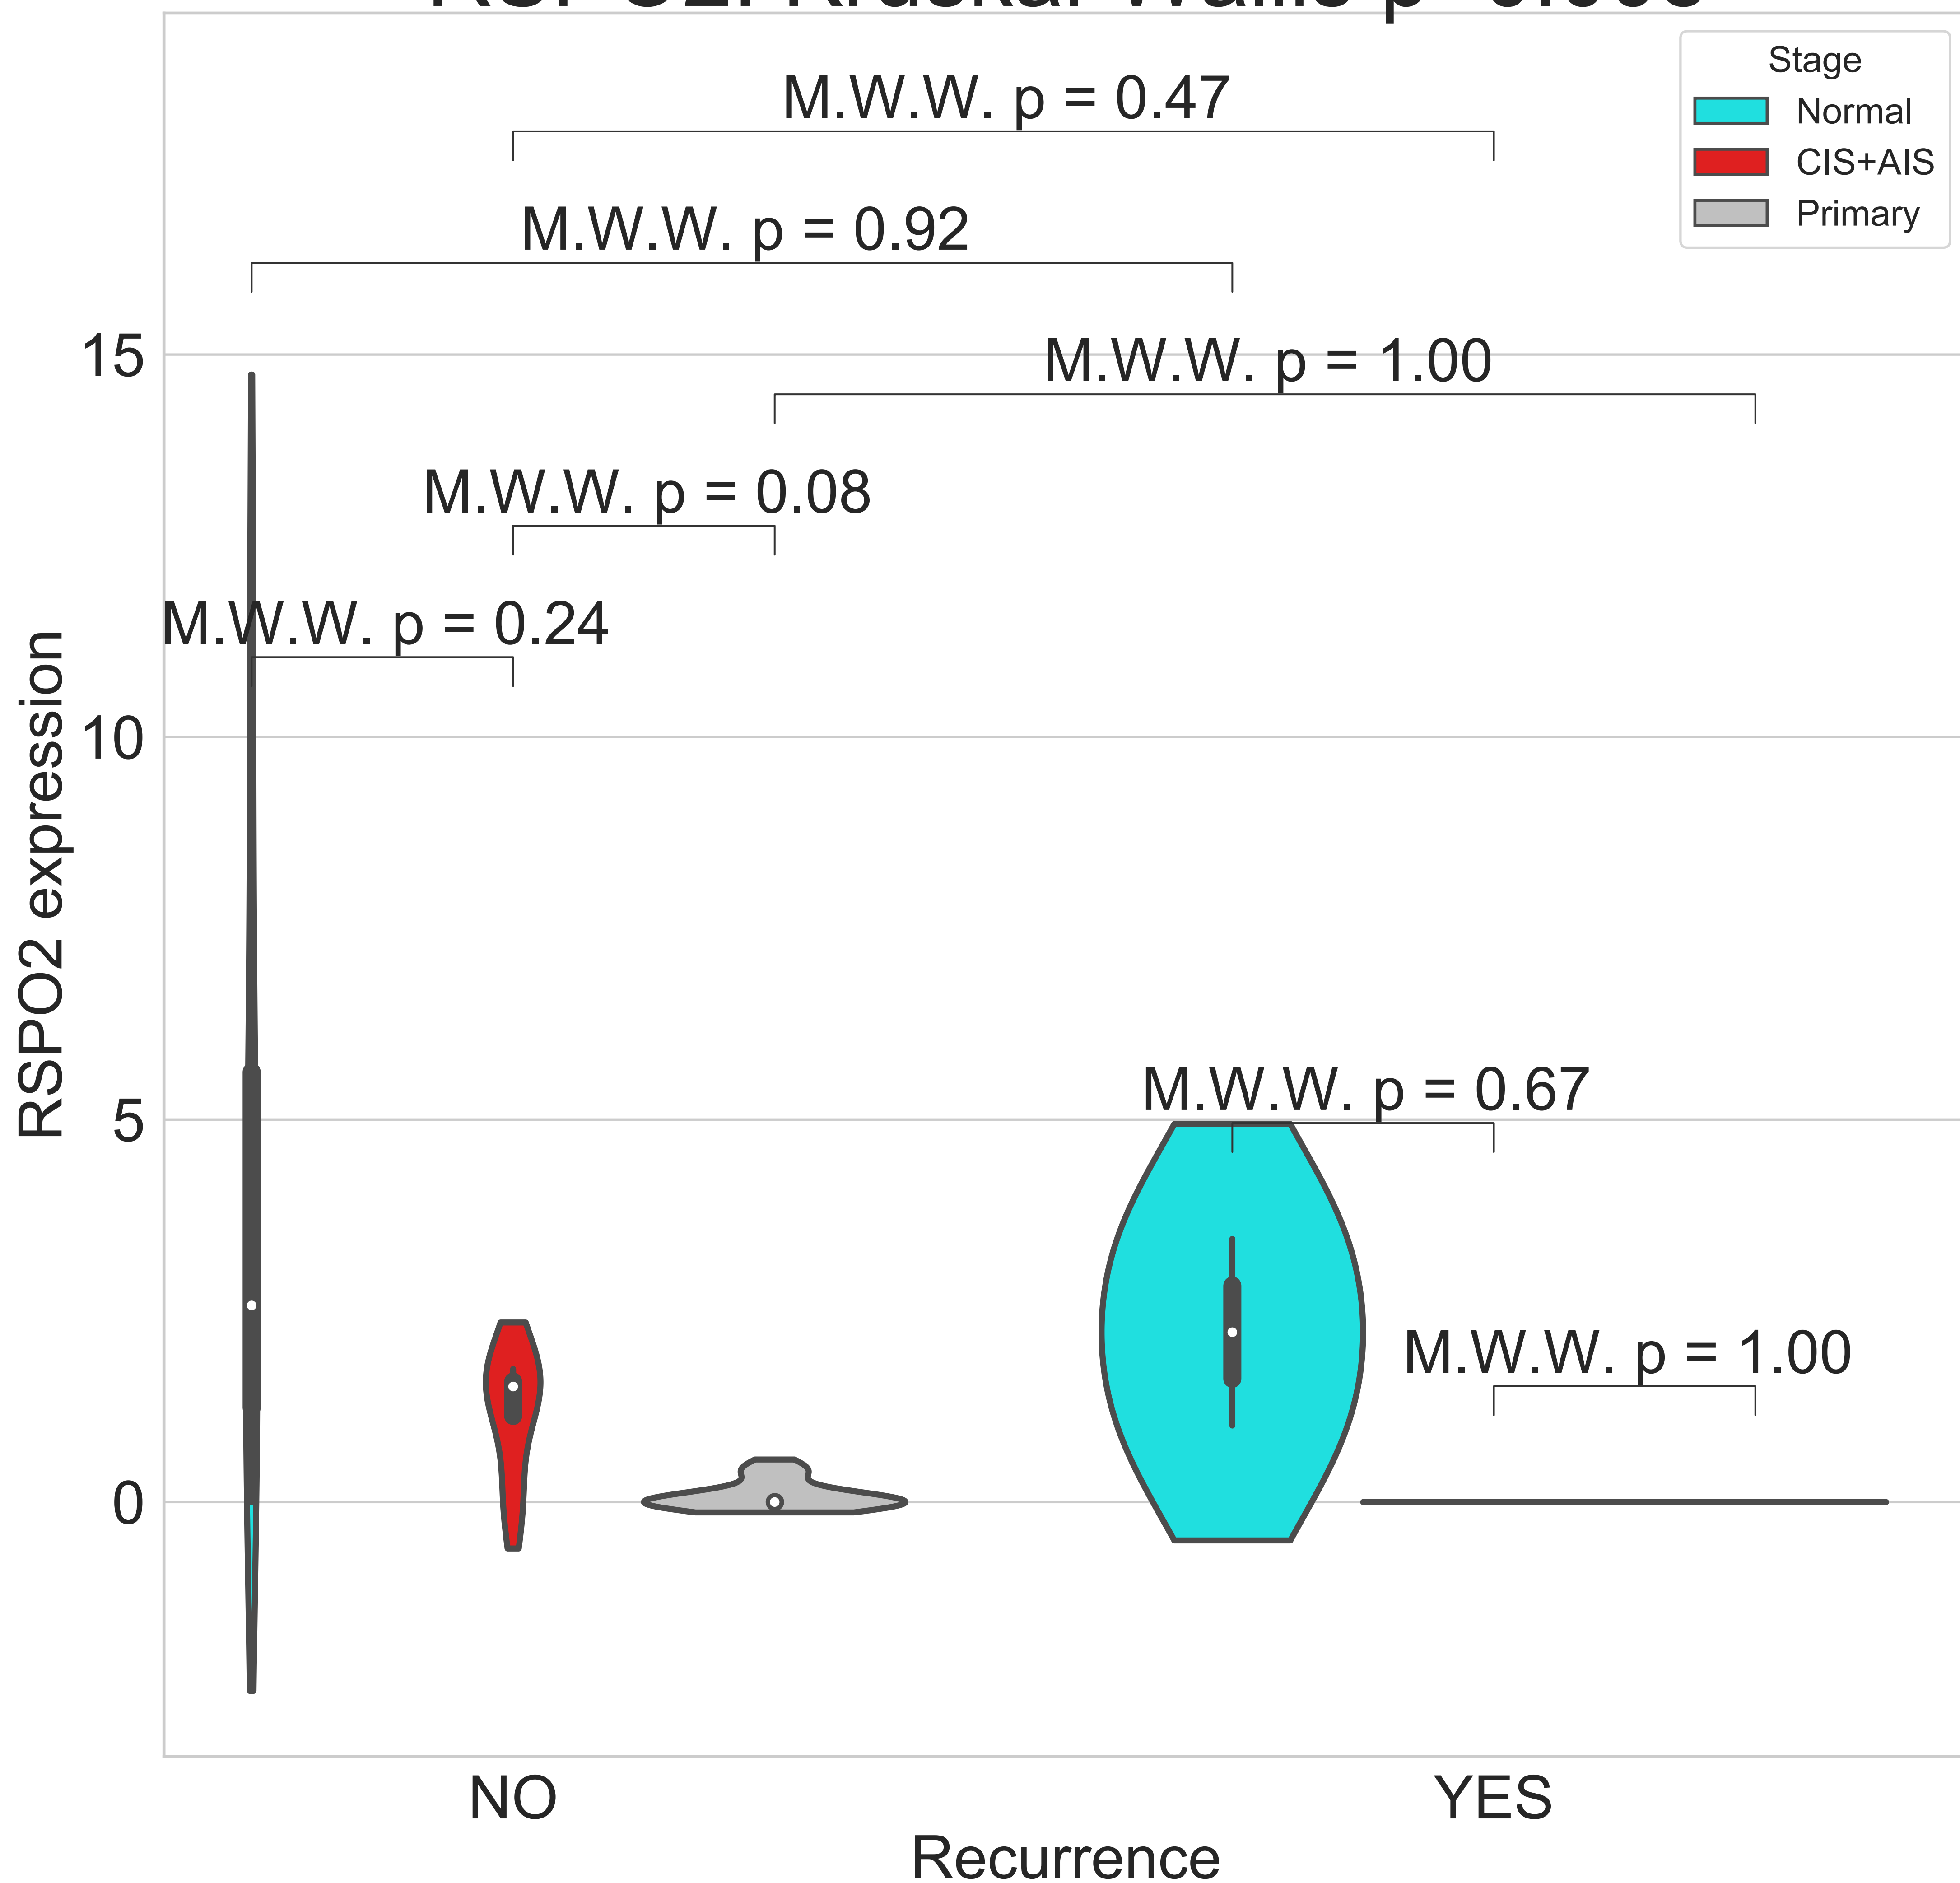 Stage
Normal
CIS+AIS
Primary
M.W.W. p = 0.47
M.W.W. p = 0.92
M.W.W. p = 1.00
M.W.W. p = 0.08
M.W.W. p = 0.24
M.W.W. p = 0.67
M.W.W. p = 1.00
15
10
5
0
RSPO2 expression
NO
YES
Recurrence